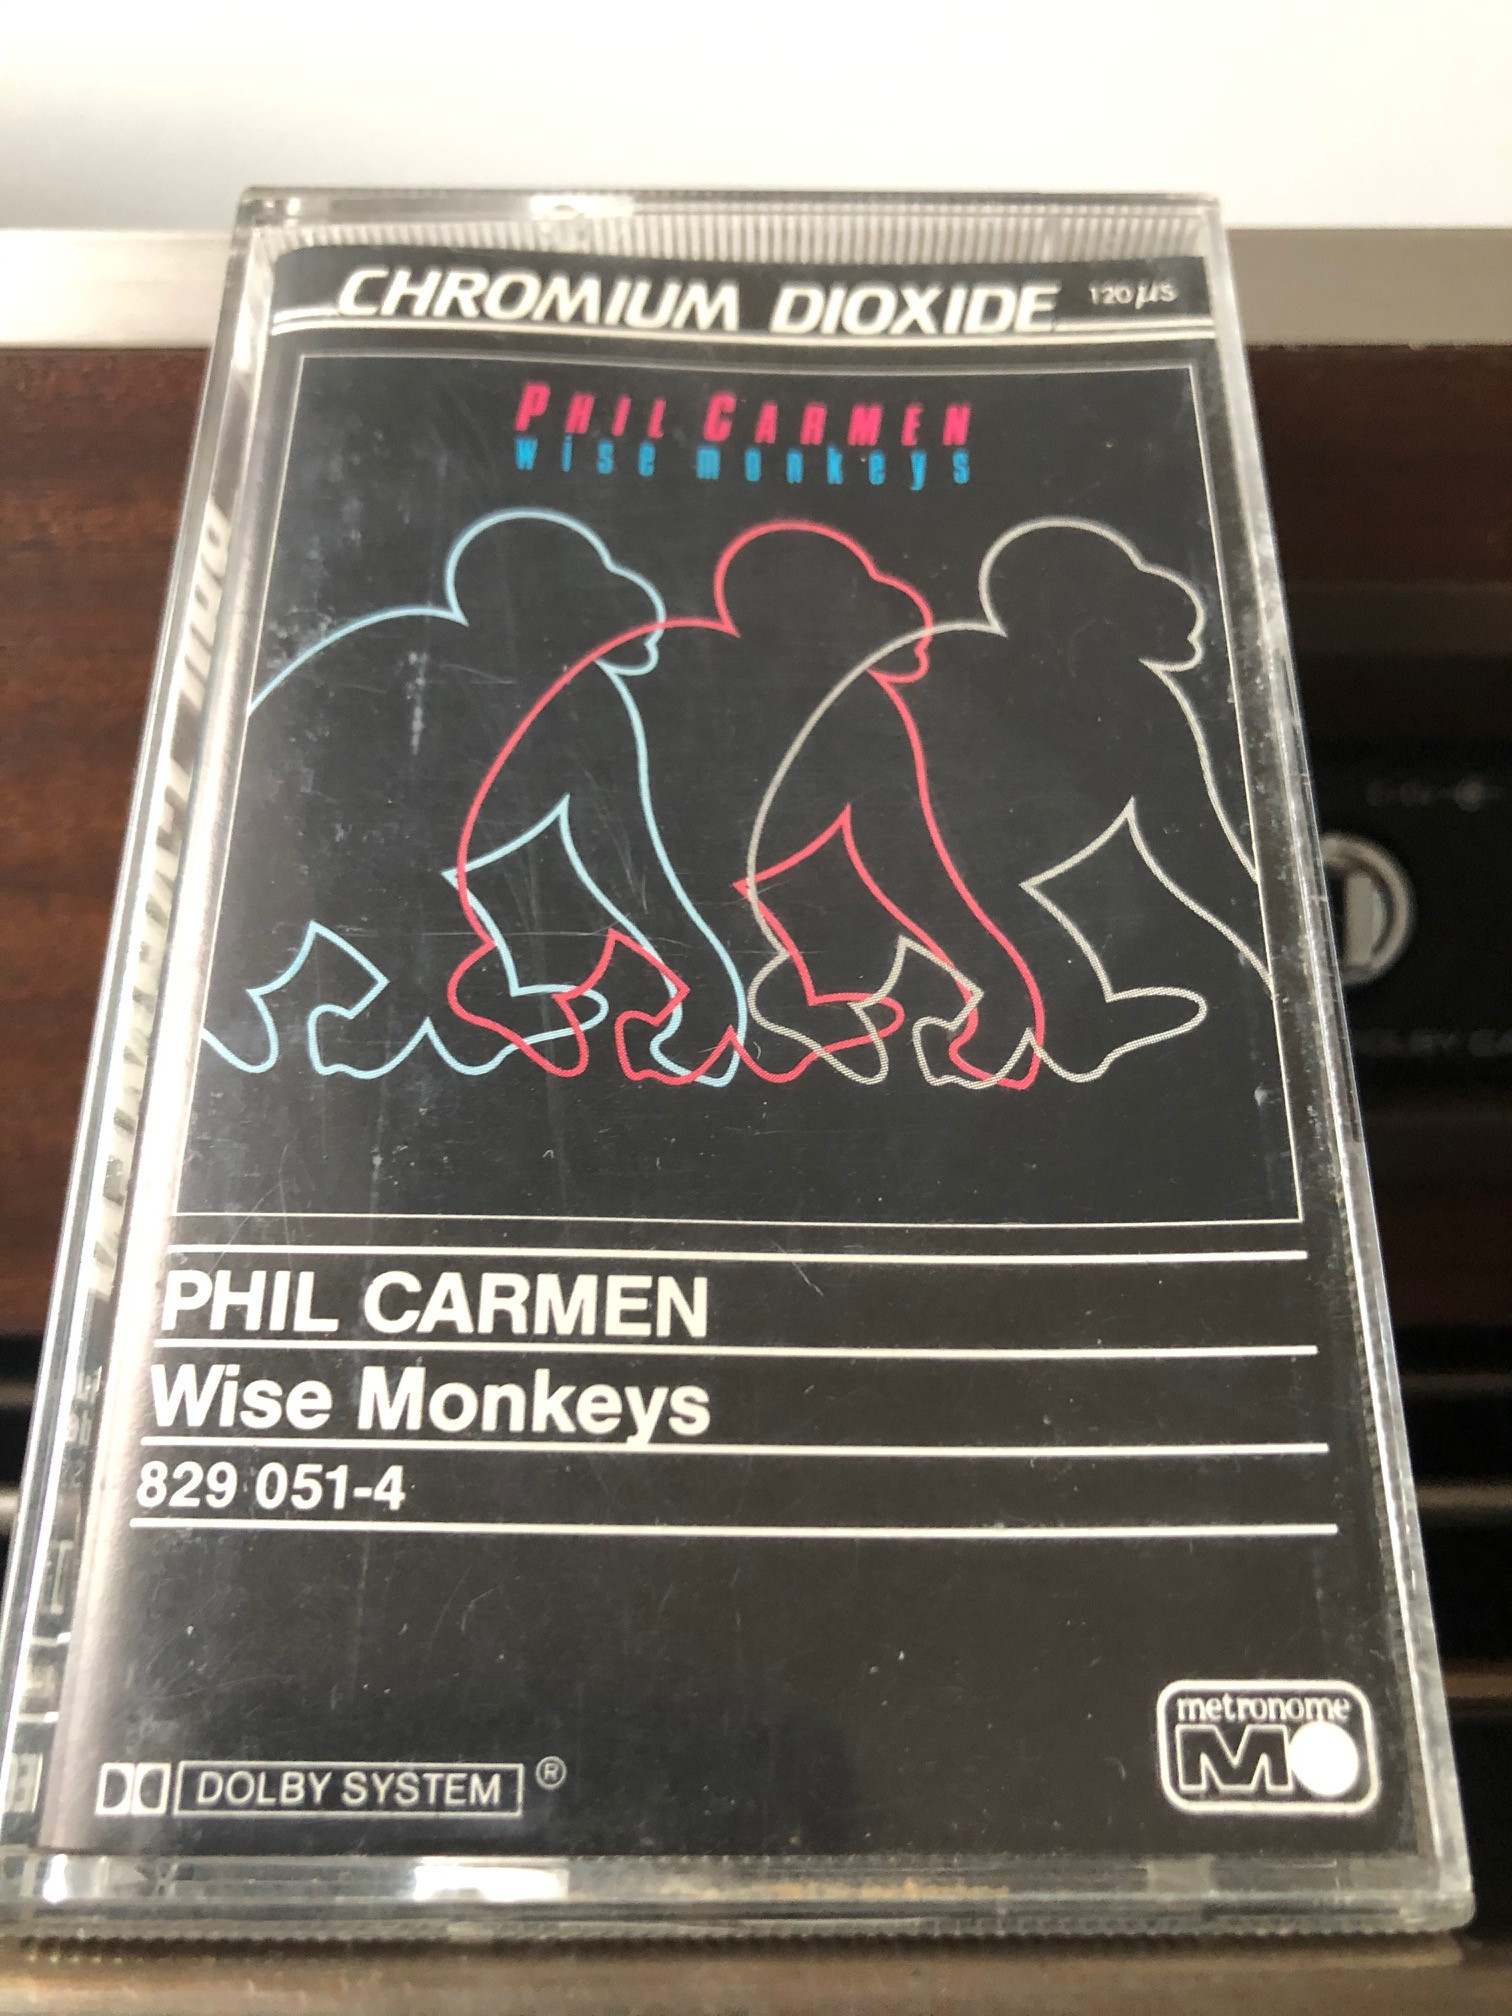 CHROMIUM DIOXIDE 120 µs
PHIL CARMEN
wise monkeys
PHIL CARMEN
Wise Monkeys
829 051-4
DOLBY SYSTEM ®
metronome